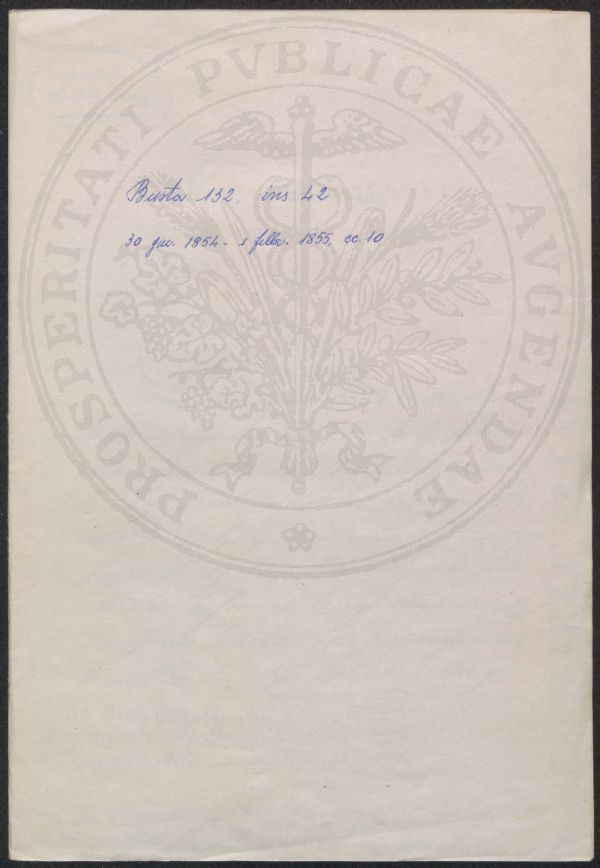 PROSPERITATI PVBLICAE AVGENDAE
Busta 132, ins. 42
30 giu. 1854 - 1 febbr. 1855, cc. 10